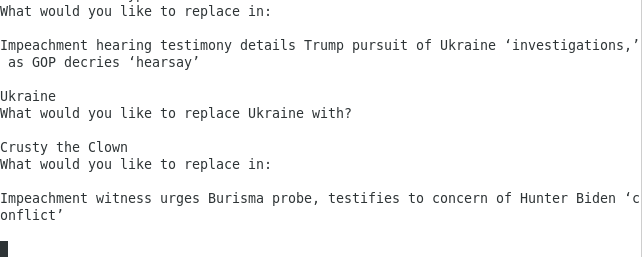 What would you like to replace in:
Impeachment hearing testimony details Trump pursuit of Ukraine ‘investigations,’
as GOP decries ‘hearsay’
Ukraine
What would you like to replace Ukraine with?
Crusty the Clown
What would you like to replace in:
Impeachment witness urges Burisma probe, testifies to concern of Hunter Biden ‘c
onflict’